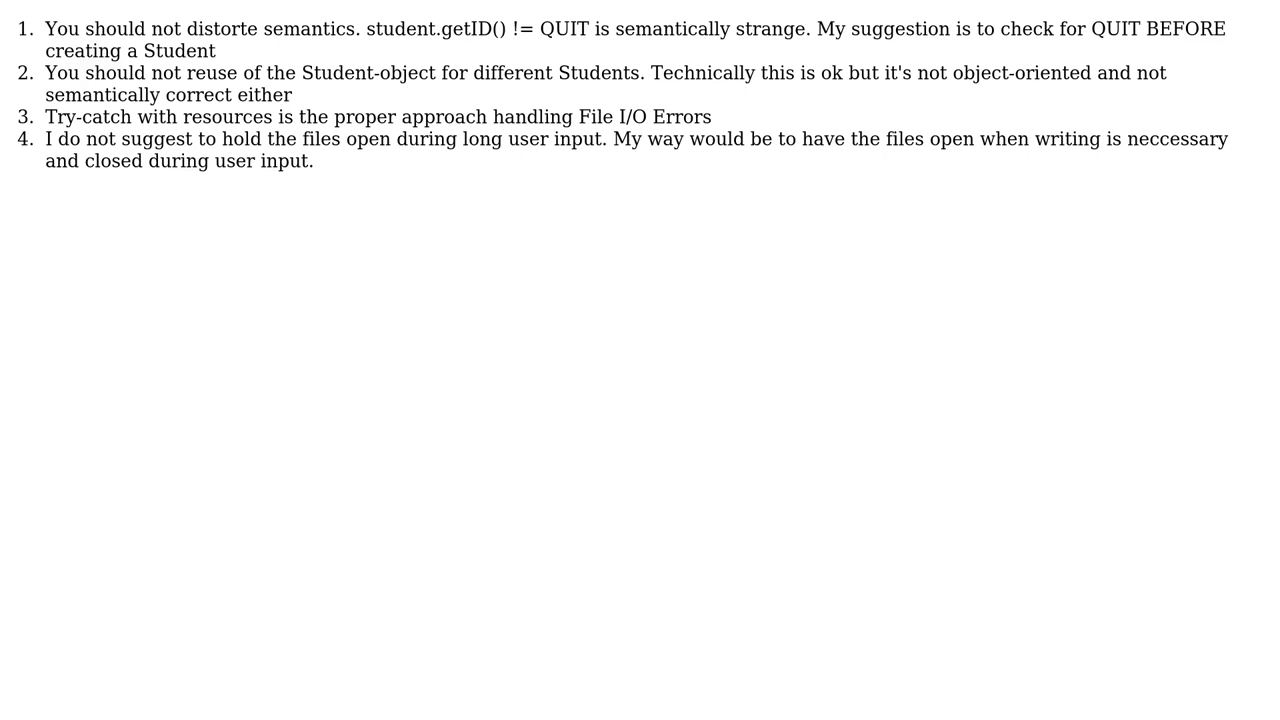 1. You should not distorte semantics. student.getID() != QUIT is semantically strange. My suggestion is to check for QUIT BEFORE
creating a Student
2. You should not reuse of the Student-object for different Students. Technically this is ok but it's not object-oriented and not
semantically correct either
3. Try-catch with resources is the proper approach handling File I/O Errors
4. I do not suggest to hold the files open during long user input. My way would be to have the files open when writing is neccessary
and closed during user input.